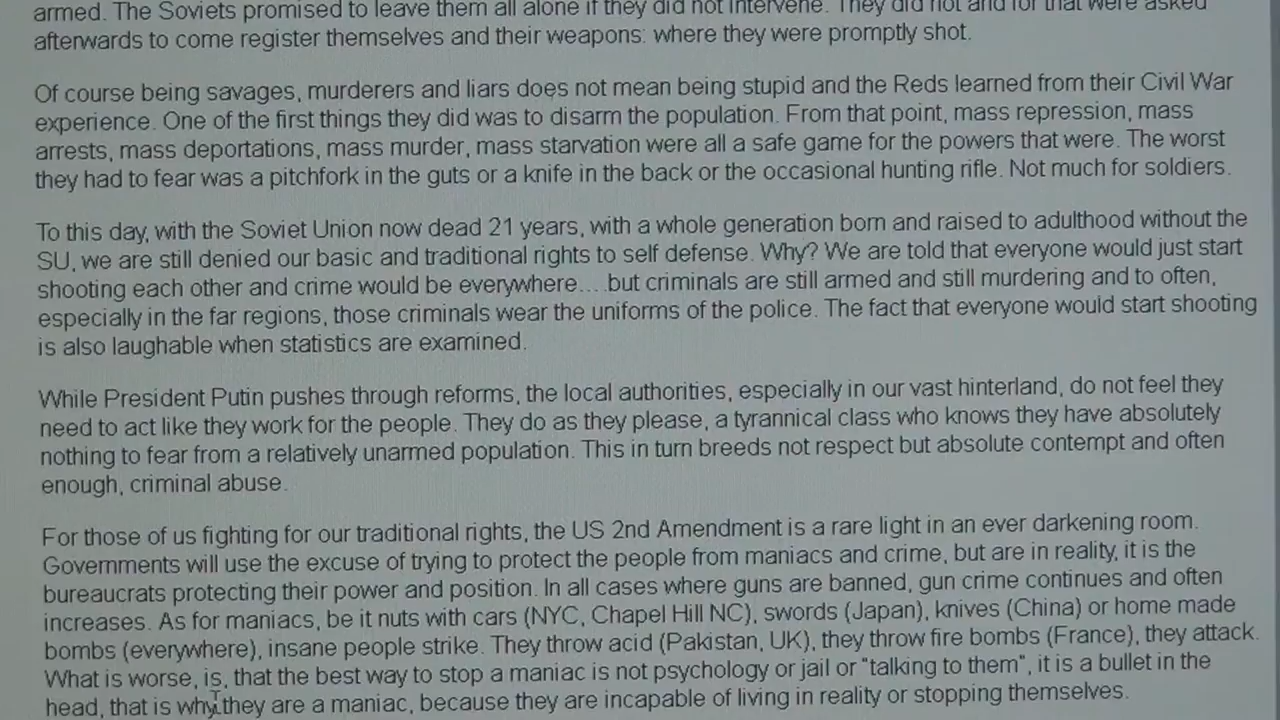 armed. The Soviets promised to leave them all alone if they did not intervene. They did not and for that were asked
afterwards to come register themselves and their weapons: where they were promptly shot.
Of course being savages, murderers and liars does not mean being stupid and the Reds learned from their Civil War
experience. One of the first things they did was to disarm the population. From that point, mass repression, mass
arrests, mass deportations, mass murder, mass starvation were all a safe game for the powers that were. The worst
they had to fear was a pitchfork in the guts or a knife in the back or the occasional hunting rifle. Not much for soldiers.
To this day, with the Soviet Union now dead 21 years, with a whole generation born and raised to adulthood without the
SU, we are still denied our basic and traditional rights to self defense. Why? We are told that everyone would just start
shooting each other and crime would be everywhere....but criminals are still armed and still murdering and to often,
especially in the far regions, those criminals wear the uniforms of the police. The fact that everyone would start shooting
is also laughable when statistics are examined.
While President Putin pushes through reforms, the local authorities, especially in our vast hinterland, do not feel they
need to act like they work for the people. They do as they please, a tyrannical class who knows they have absolutely
nothing to fear from a relatively unarmed population. This in turn breeds not respect but absolute contempt and often
enough, criminal abuse.
For those of us fighting for our traditional rights, the US 2nd Amendment is a rare light in an ever darkening room.
Governments will use the excuse of trying to protect the people from maniacs and crime, but are in reality, it is the
bureaucrats protecting their power and position. In all cases where guns are banned, gun crime continues and often
increases. As for maniacs, be it nuts with cars (NYC, Chapel Hill NC), swords (Japan), knives (China) or home made
bombs (everywhere), insane people strike. They throw acid (Pakistan, UK), they throw fire bombs (France), they attack.
What is worse, is, that the best way to stop a maniac is not psychology or jail or "talking to them", it is a bullet in the
head, that is why they are a maniac, because they are incapable of living in reality or stopping themselves.